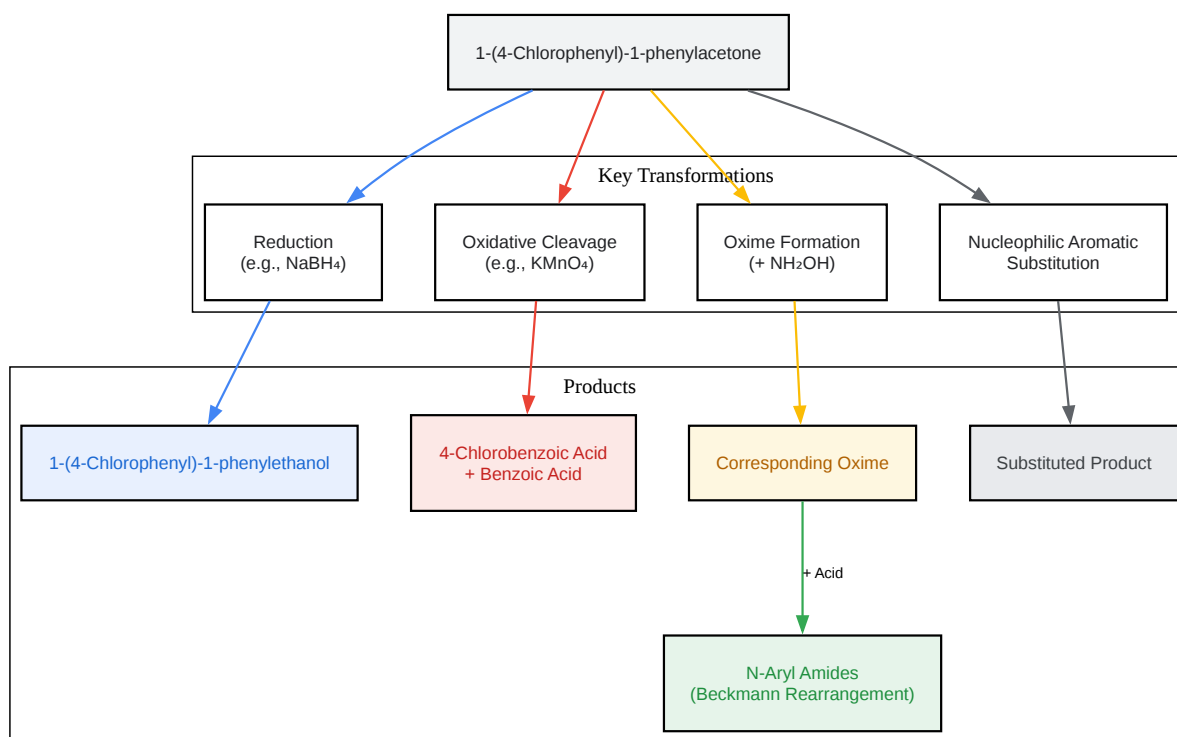 1-(4-Chlorophenyl)-1-phenylacetone
Key Transformations
Reduction
(e.g., NaBH₄)
Oxidative Cleavage
(e.g., KMnO₄)
Oxime Formation
(+ NH₂OH)
Nucleophilic Aromatic
Substitution
Products
1-(4-Chlorophenyl)-1-phenylethanol
4-Chlorobenzoic Acid
+ Benzoic Acid
Corresponding Oxime
Substituted Product
+ Acid
N-Aryl Amides
(Beckmann Rearrangement)